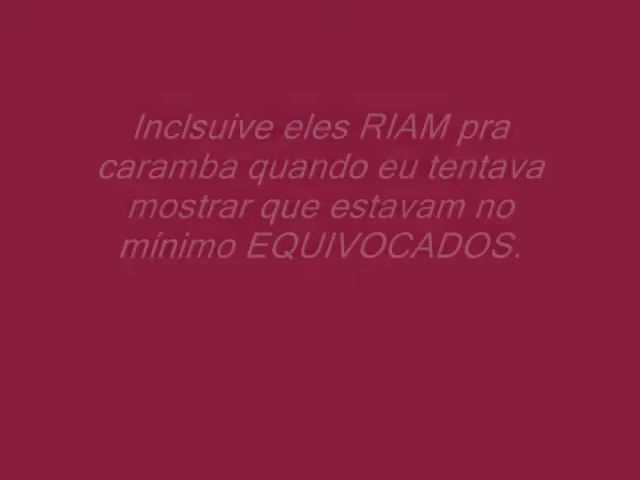 Inclsuive eles RIAM pra
caramba quando eu tentava
mostrar que estavam no
mínimo EQUIVOCADOS.